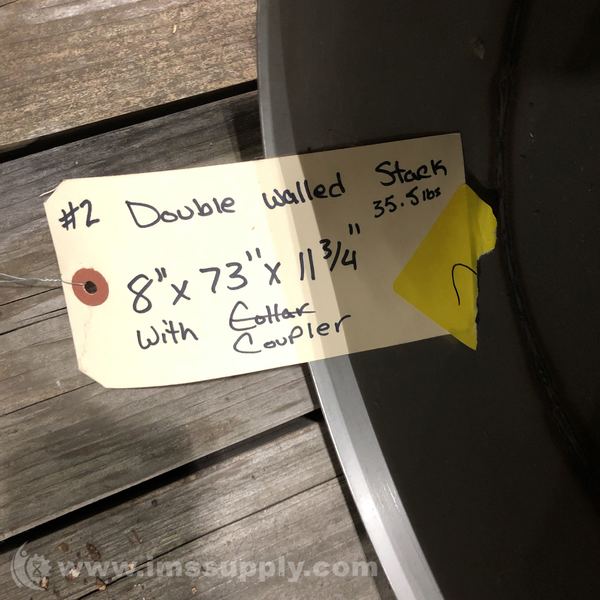 #2 Double walled Stack
35.5 lbs
8" x 73" x 11 3/4"
with Collar
Coupler
www.imssupply.com